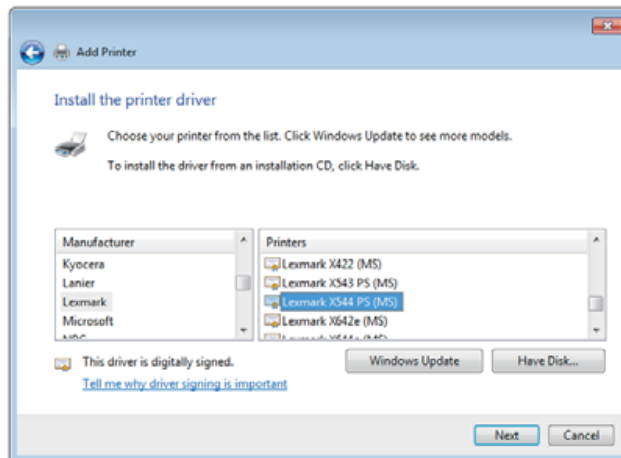 Add Printer
Install the printer driver
Choose your printer from the list. Click Windows Update to see more models.
To install the driver from an installation CD, click Have Disk.
Manufacturer
Kyocera
Lanier
Lexmark
Microsoft
Printers
Lexmark X422 (MS)
Lexmark X543 PS (MS)
Lexmark X544 PS (MS)
Lexmark X642e (MS)
This driver is digitally signed.
Tell me why driver signing is important
Windows Update
Have Disk...
Next
Cancel